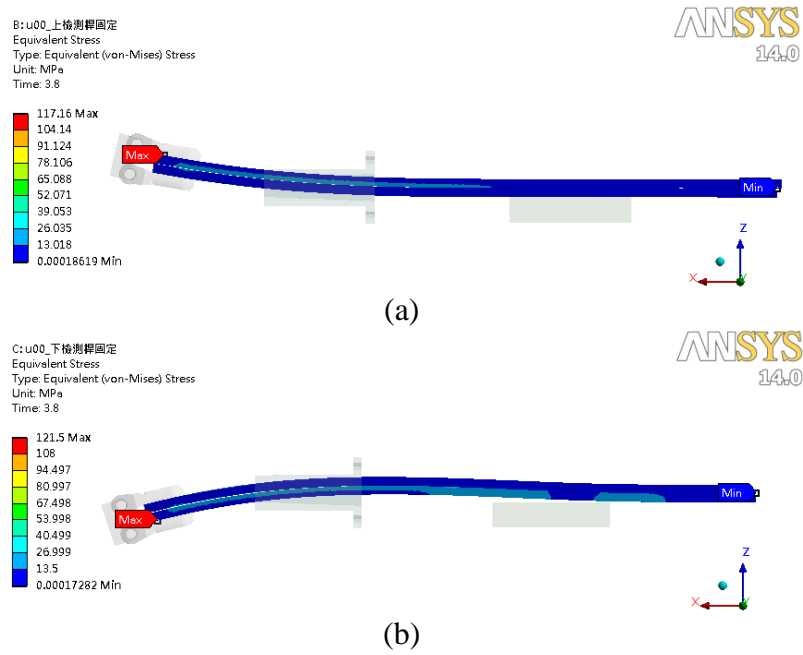 B: u00_上檢測桿固定
Equivalent Stress
Type: Equivalent (von-Mises) Stress
Unit: MPa
Time: 3.8
ANSYS
14.0
117.16 Max
104.14
91.124
78.106
65.088
52.071
39.053
26.035
13.018
0.00018619 Min
Max
Min
Z
X
Y
(a)
C: u00_下檢測桿固定
Equivalent Stress
Type: Equivalent (von-Mises) Stress
Unit: MPa
Time: 3.8
ANSYS
14.0
121.5 Max
108
94.497
80.997
67.498
53.998
40.499
26.999
13.5
0.00017282 Min
Max
Min
Z
X
Y
(b)